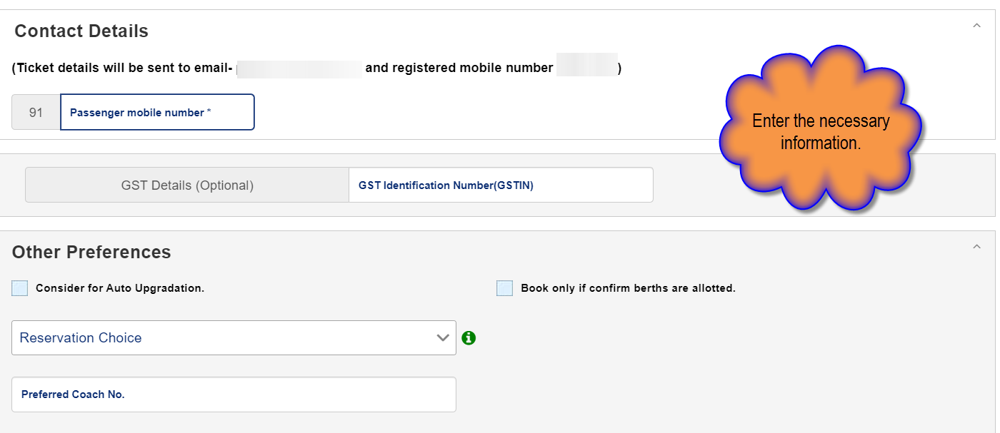 Contact Details
(Ticket details will be sent to email- and registered mobile number )
91 Passenger mobile number *
Enter the necessary
information.
GST Details (Optional) GST Identification Number(GSTIN)
Other Preferences
Consider for Auto Upgradation. Book only if confirm berths are allotted.
Reservation Choice
Preferred Coach No.